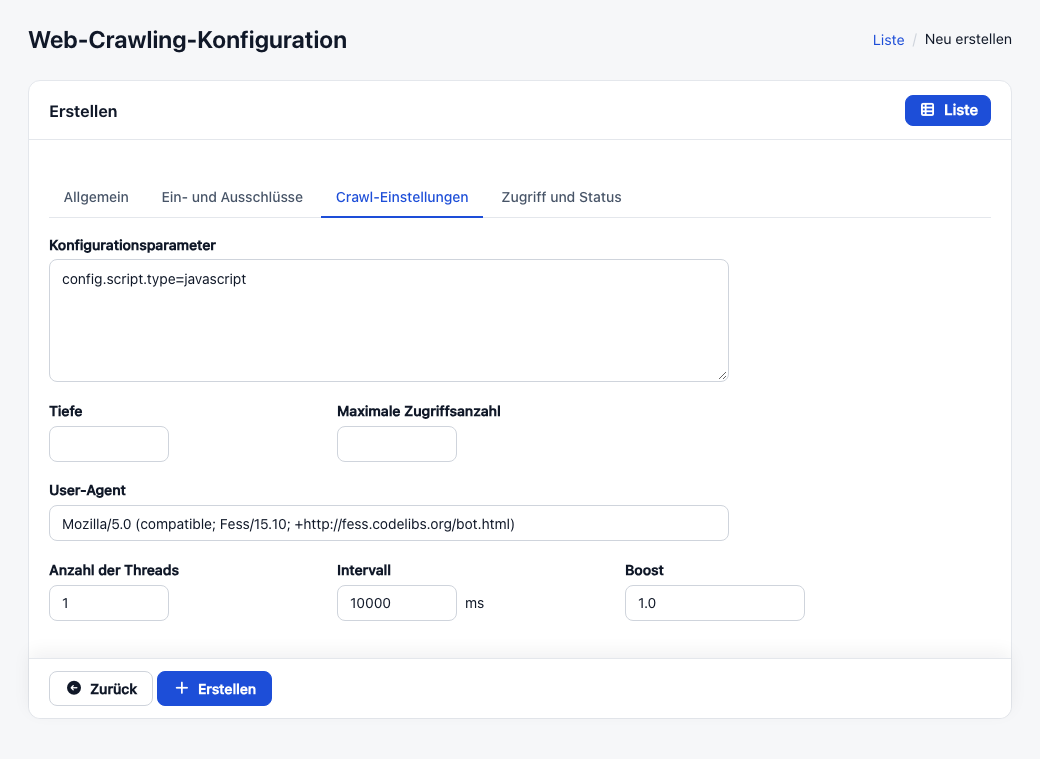 Web-Crawling-Konfiguration
Liste / Neu erstellen
Erstellen
Liste
Allgemein
Ein- und Ausschlüsse
Crawl-Einstellungen
Zugriff und Status
Konfigurationsparameter
config.script.type=javascript
Tiefe
Maximale Zugriffsanzahl
User-Agent
Mozilla/5.0 (compatible; Fess/15.10; +http://fess.codelibs.org/bot.html)
Anzahl der Threads
Intervall
Boost
1
10000 ms
1.0
Zurück
Erstellen